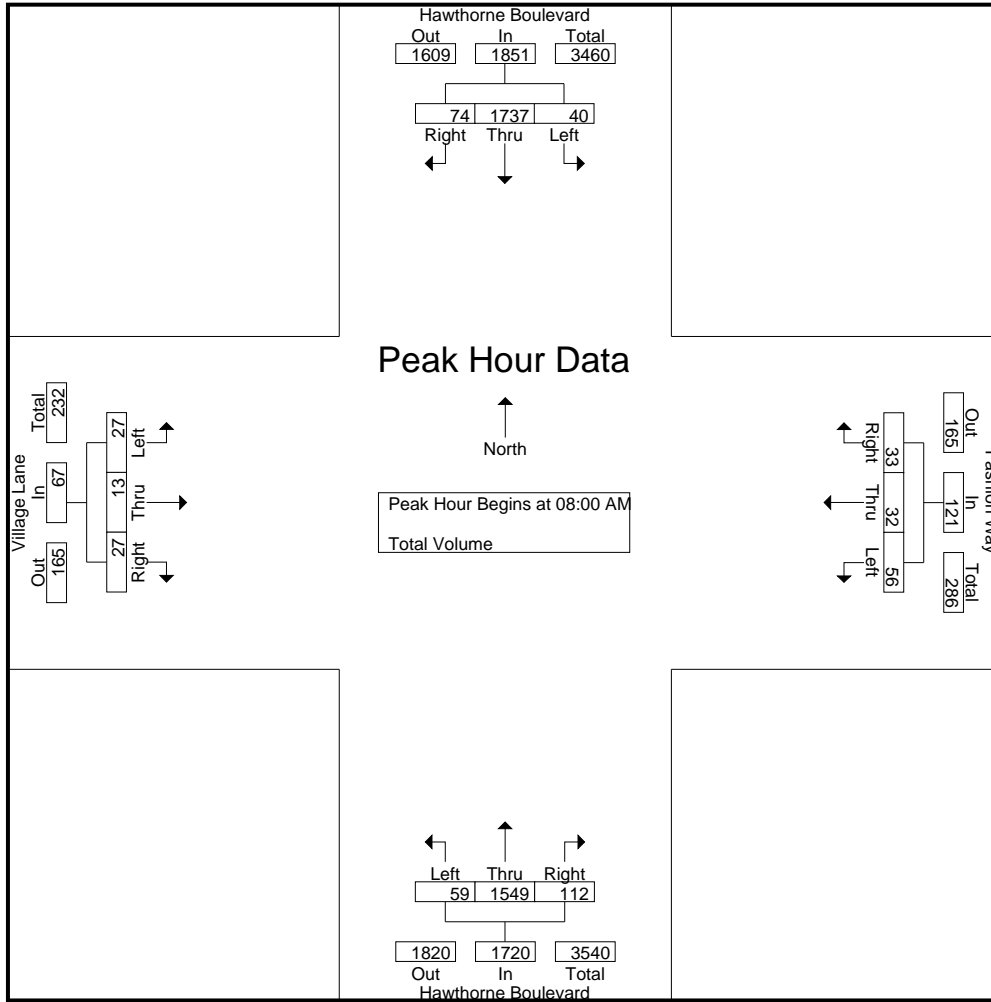 Hawthorne Boulevard
Out In Total
1609 1851 3460
74 1737 40
Right Thru Left
Peak Hour Data
North
Peak Hour Begins at 08:00 AM
Total Volume
Village Lane
Out In Total
165 67 232
27 13 27
Right Thru Left
Fashion Way
Out In Total
165 121 286
33 32 56
Right Thru Left
Left Thru Right
59 1549 112
1820 1720 3540
Out In Total
Hawthorne Boulevard